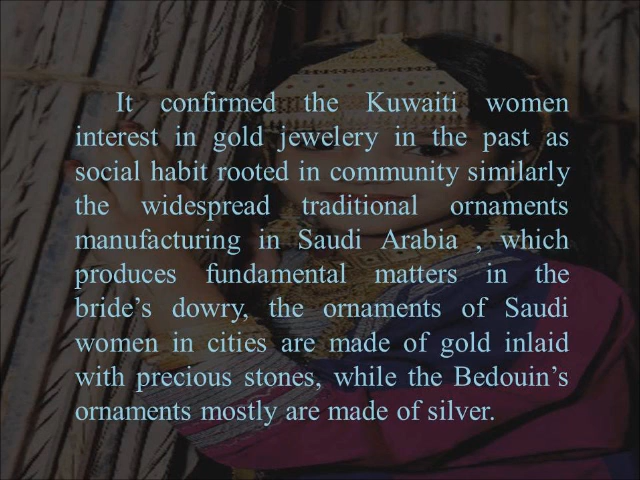 It confirmed the Kuwaiti women
interest in gold jewelery in the past as
social habit rooted in community similarly
the widespread traditional ornaments
manufacturing in Saudi Arabia , which
produces fundamental matters in the
bride’s dowry, the ornaments of Saudi
women in cities are made of gold inlaid
with precious stones, while the Bedouin’s
ornaments mostly are made of silver.